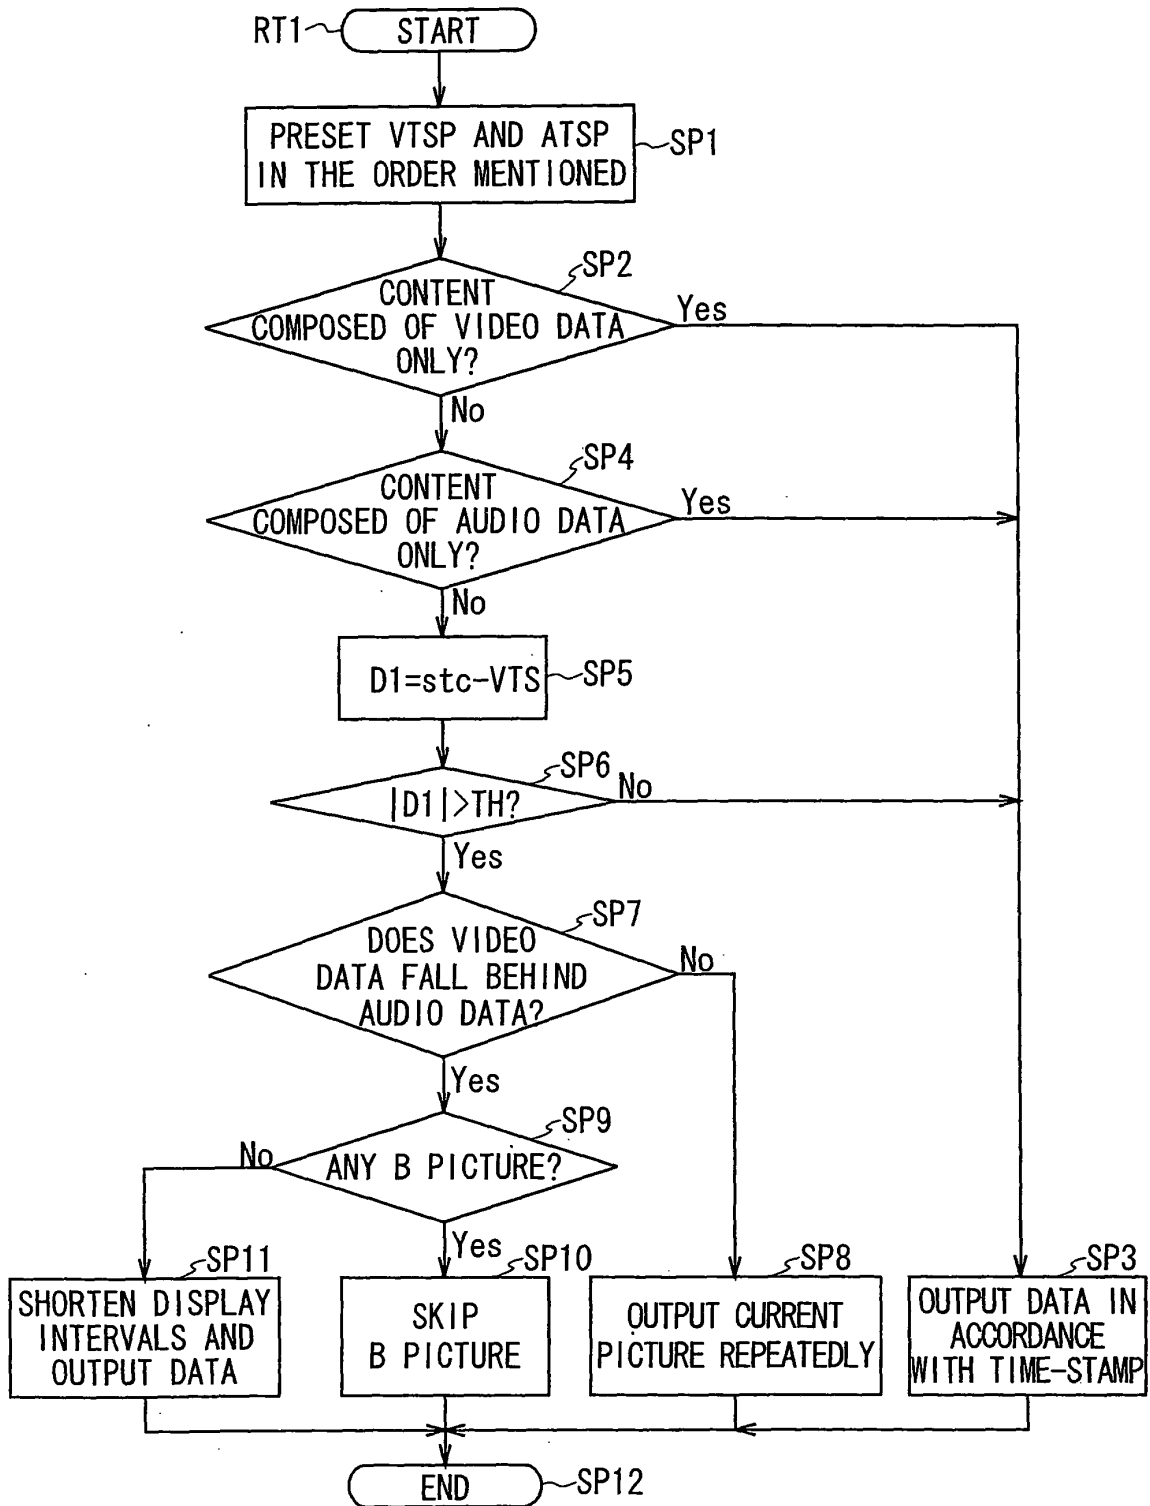 RT1
START
PRESET VTSP AND ATSP
IN THE ORDER MENTIONED
SP1
SP2
CONTENT
COMPOSED OF VIDEO DATA
ONLY?
Yes
No
SP4
CONTENT
COMPOSED OF AUDIO DATA
ONLY?
Yes
No
D1=stc-VTS
SP5
SP6
|D1|>TH?
No
Yes
SP7
DOES VIDEO
DATA FALL BEHIND
AUDIO DATA?
No
Yes
SP9
ANY B PICTURE?
No
Yes
SP11
SHORTEN DISPLAY
INTERVALS AND
OUTPUT DATA
SP10
SKIP
B PICTURE
SP8
OUTPUT CURRENT
PICTURE REPEATEDLY
SP3
OUTPUT DATA IN
ACCORDANCE
WITH TIME-STAMP
END
SP12